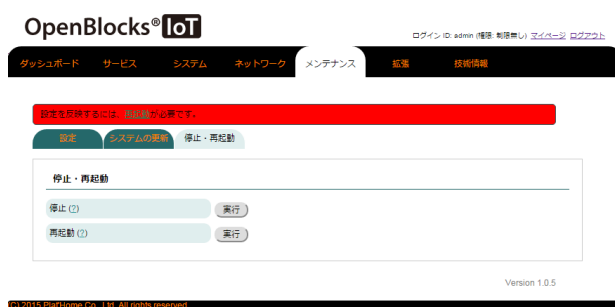 OpenBlocks® IoT
ログイン ID: admin (権限: 制限無し) マイページ ログアウト
ダッシュボード サービス システム ネットワーク メンテナンス 拡張 技術情報
設定を反映するには、再起動が必要です。
設定 システムの更新 停止・再起動
停止・再起動
停止 (?) 実行
再起動 (?) 実行
Version 1.0.5
(C) 2015 Plat'Home Co., Ltd. All rights reserved.